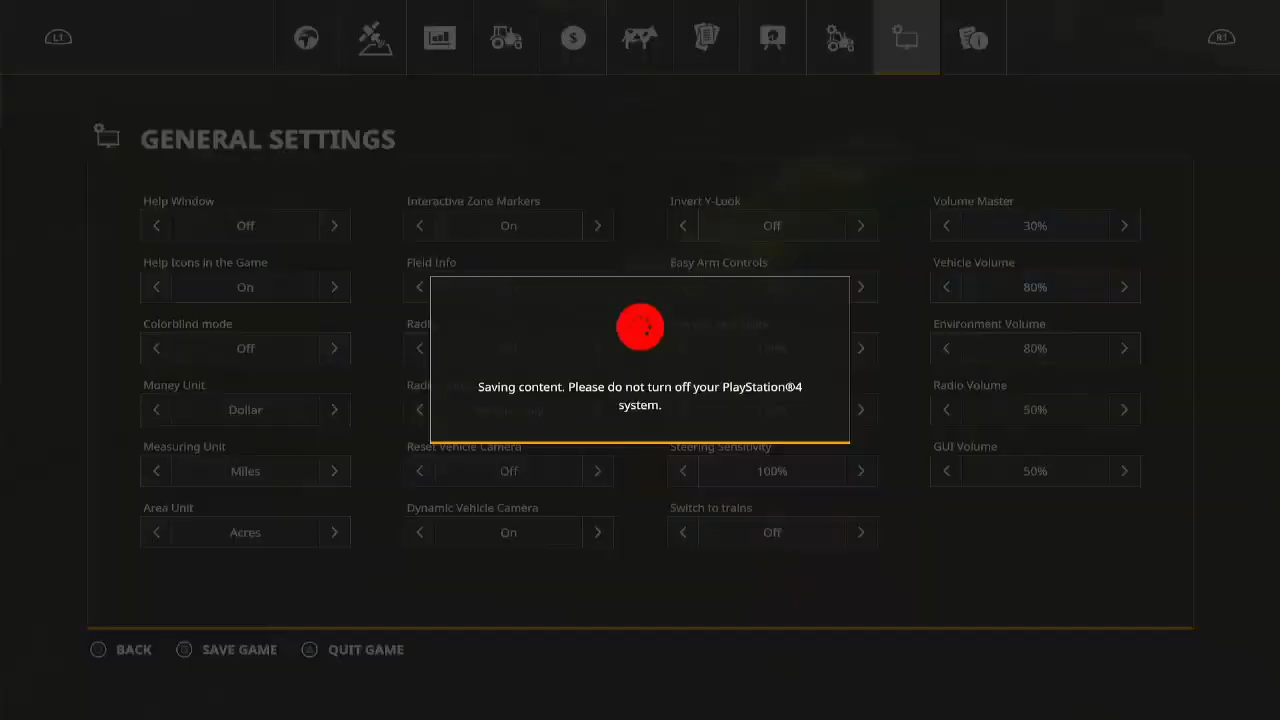 L1
R1
GENERAL SETTINGS
Help Window
Off
Interactive Zone Markers
On
Invert Y-Look
Off
Volume Master
30%
Help Icons in the Game
On
Field Info
Easy Arm Controls
Vehicle Volume
80%
Colorblind mode
Off
Environment Volume
80%
Saving content. Please do not turn off your PlayStation®4
system.
Money Unit
Dollar
Radio Volume
50%
Measuring Unit
Miles
Reset Vehicle Camera
Off
Steering Sensitivity
100%
GUI Volume
50%
Area Unit
Acres
Dynamic Vehicle Camera
On
Switch to trains
Off
BACK
SAVE GAME
QUIT GAME